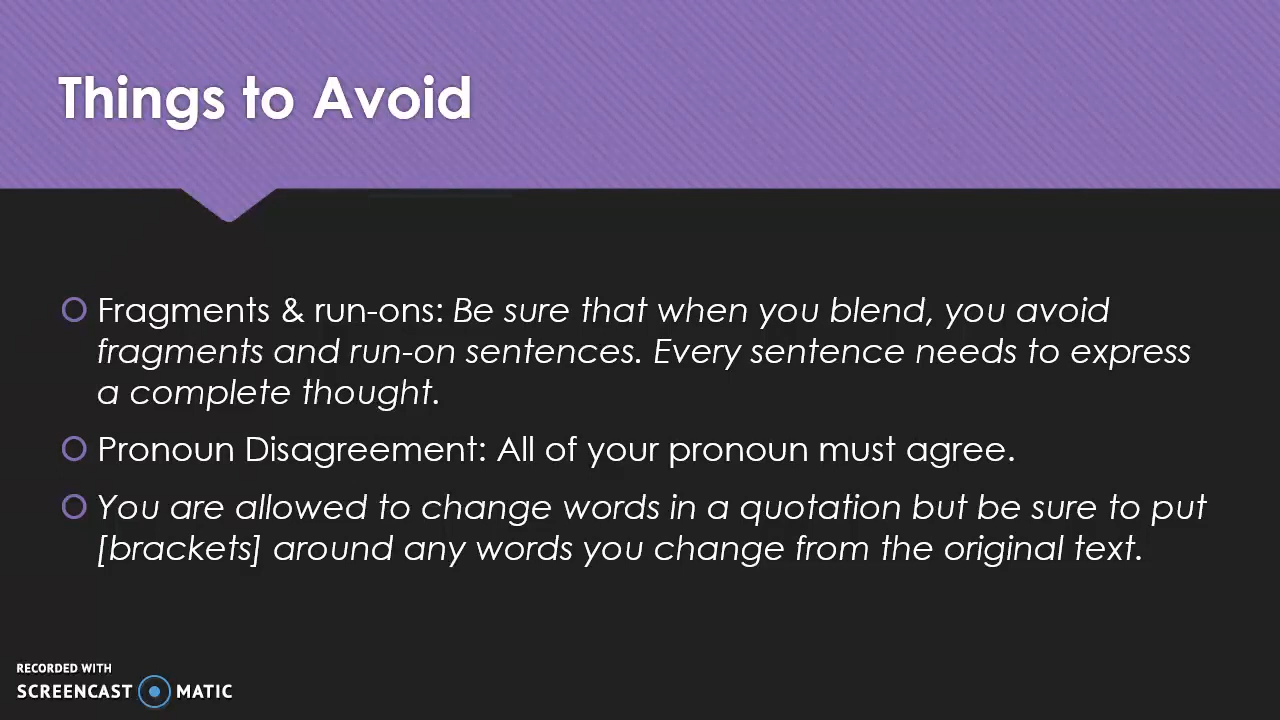 Things to Avoid
Fragments & run-ons: Be sure that when you blend, you avoid
fragments and run-on sentences. Every sentence needs to express
a complete thought.
Pronoun Disagreement: All of your pronoun must agree.
You are allowed to change words in a quotation but be sure to put
[brackets] around any words you change from the original text.
RECORDED WITH
SCREENCAST MATIC